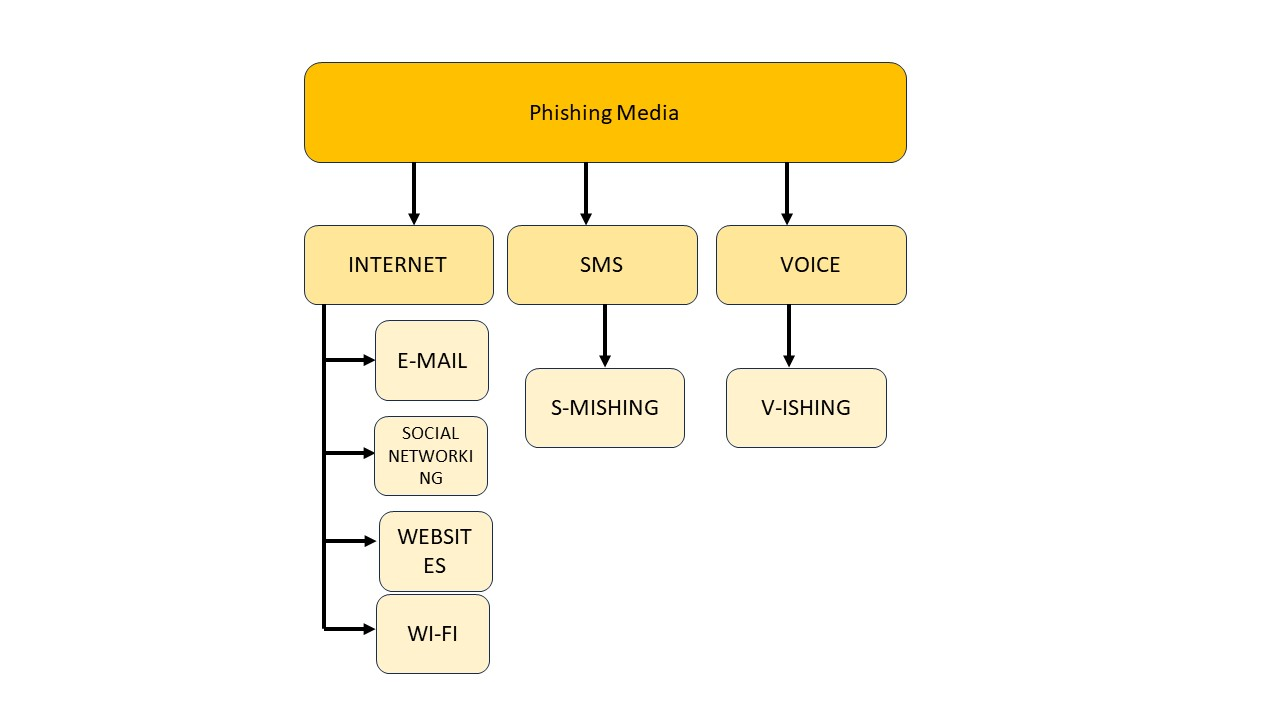 Phishing Media
INTERNET
SMS
VOICE
E-MAIL
SOCIAL
NETWORKI
NG
WEBSIT
ES
WI-FI
S-MISHING
V-ISHING